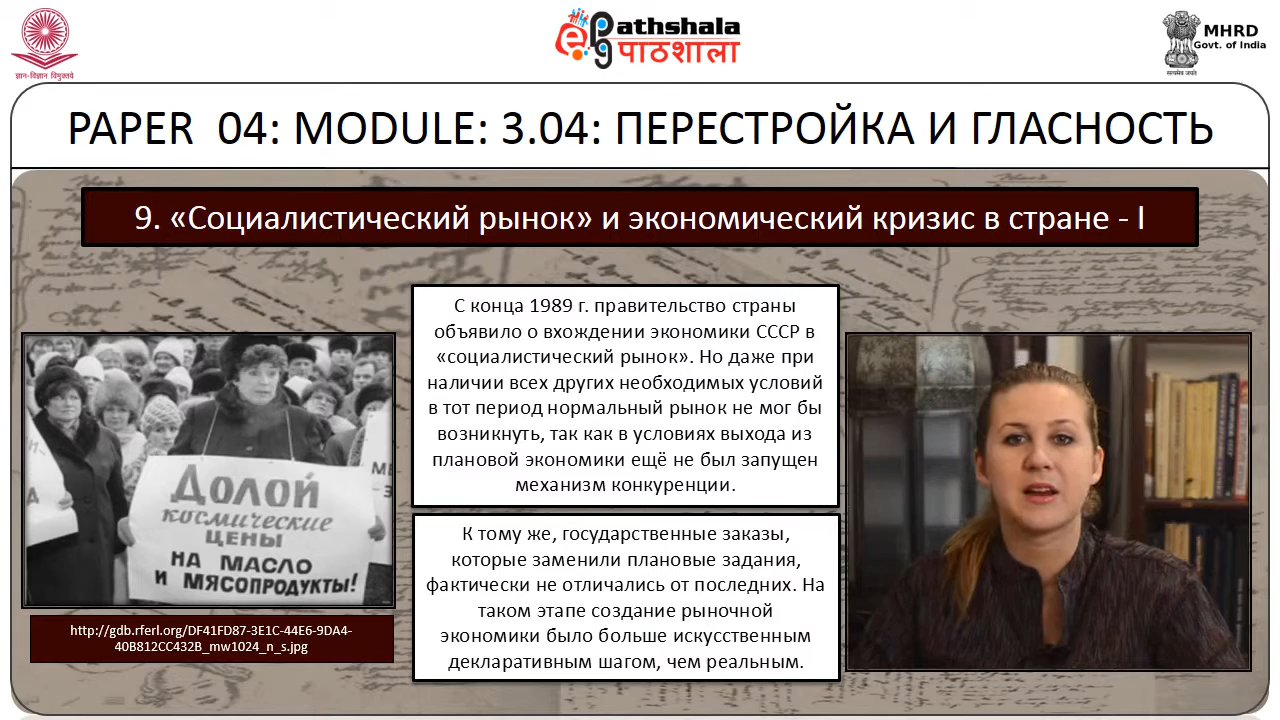 ज्ञान-विज्ञान विमुक्तये
ePathshala
पाठशाला
MHRD
Govt. of India
सत्यमेव जयते
PAPER 04: MODULE: 3.04: ПЕРЕСТРОЙКА И ГЛАСНОСТЬ
9. «Социалистический рынок» и экономический кризис в стране - I
С конца 1989 г. правительство страны
объявило о вхождении экономики СССР в
«социалистический рынок». Но даже при
наличии всех других необходимых условий
в тот период нормальный рынок не мог бы
возникнуть, так как в условиях выхода из
плановой экономики ещё не был запущен
механизм конкуренции.
К тому же, государственные заказы,
которые заменили плановые задания,
фактически не отличались от последних. На
таком этапе создание рыночной
экономики было больше искусственным
декларативным шагом, чем реальным.
ДОЛОЙ
космические
ЦЕНЫ
НА МАСЛО
И МЯСОПРОДУКТЫ!
http://gdb.rferl.org/DF41FD87-3E1C-44E6-9DA4-
40B812CC432B_mw1024_n_s.jpg